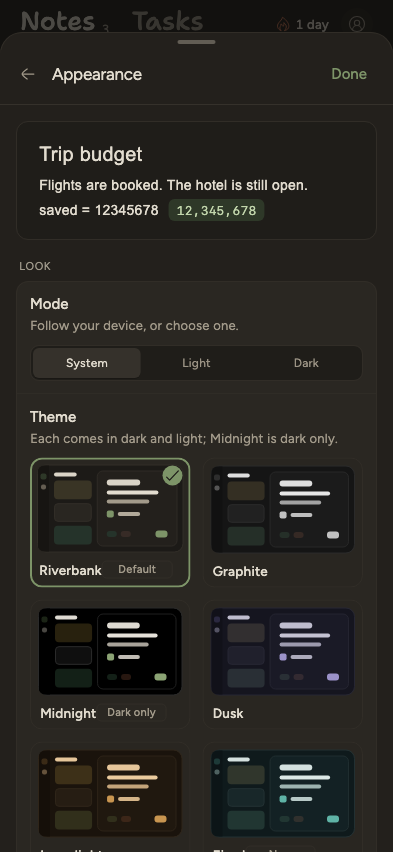 Notes 3 Tasks 1 day
Appearance
Done
Trip budget
Flights are booked. The hotel is still open.
saved = 12345678 12,345,678
LOOK
Mode
Follow your device, or choose one.
System Light Dark
Theme
Each comes in dark and light; Midnight is dark only.
Riverbank Default
Graphite
Midnight Dark only
Dusk